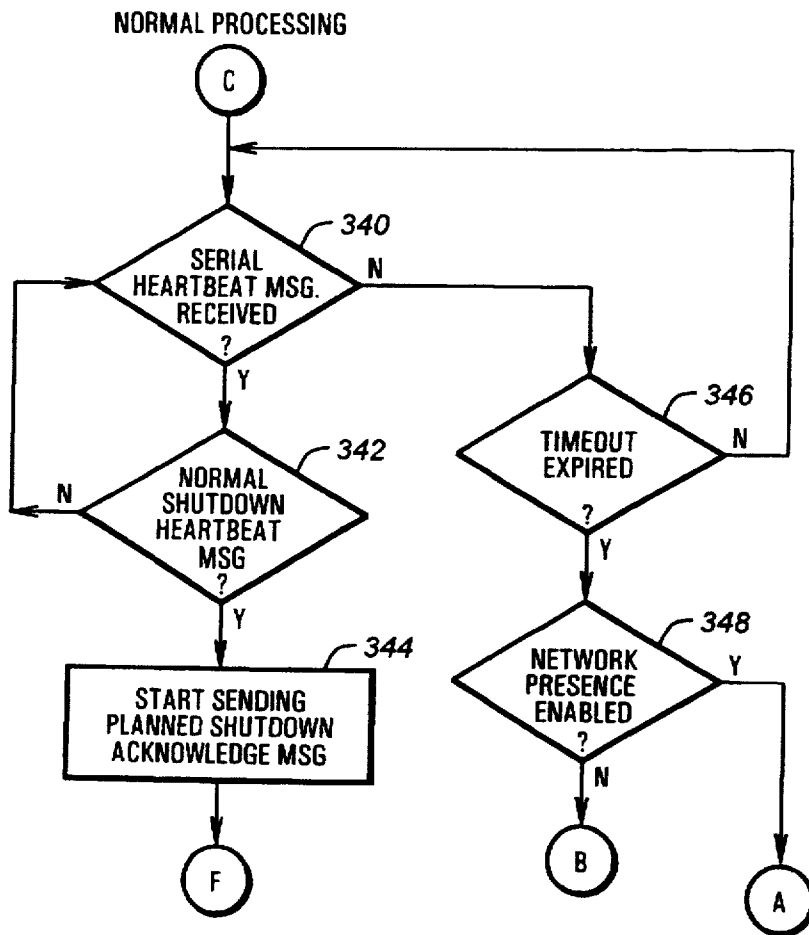 NORMAL PROCESSING
C
340
SERIAL
HEARTBEAT MSG.
RECEIVED
?
N
Y
346
TIMEOUT
EXPIRED
?
N
Y
342
NORMAL
SHUTDOWN
HEARTBEAT
MSG
?
N
Y
348
NETWORK
PRESENCE
ENABLED
?
Y
N
344
START SENDING
PLANNED SHUTDOWN
ACKNOWLEDGE MSG
F
B
A